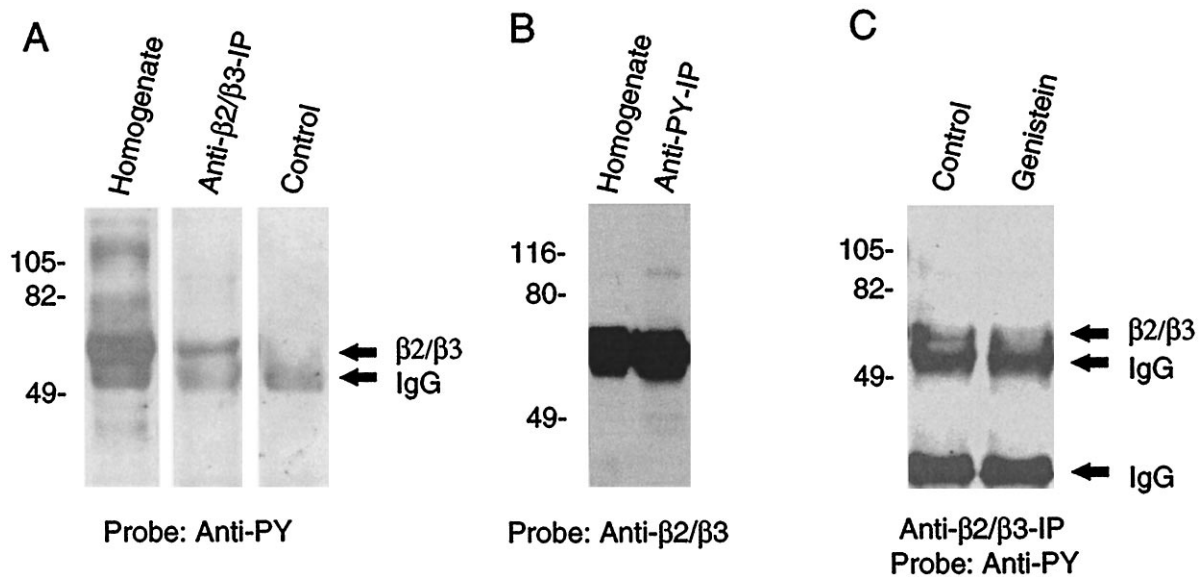 A
Homogenate
Anti-β2/β3-IP
Control
105-
82-
49-
β2/β3
IgG
Probe: Anti-PY
B
Homogenate
Anti-PY-IP
116-
80-
49-
Probe: Anti-β2/β3
C
Control
Genistein
105-
82-
49-
β2/β3
IgG
IgG
Anti-β2/β3-IP
Probe: Anti-PY